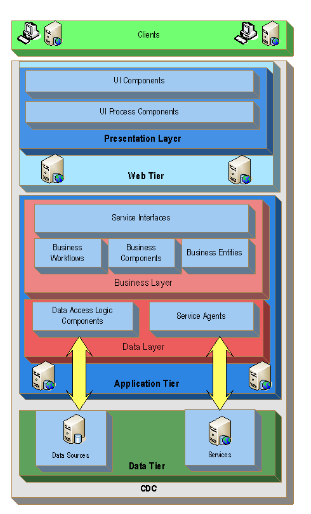 Clients
UI Components
UI Process Components
Presentation Layer
Web Tier
Service Interfaces
Business
Workflows
Business
Components
Business Entities
Business Layer
Data Access Logic
Components
Service Agents
Data Layer
Application Tier
Data Sources
Services
Data Tier
CDC